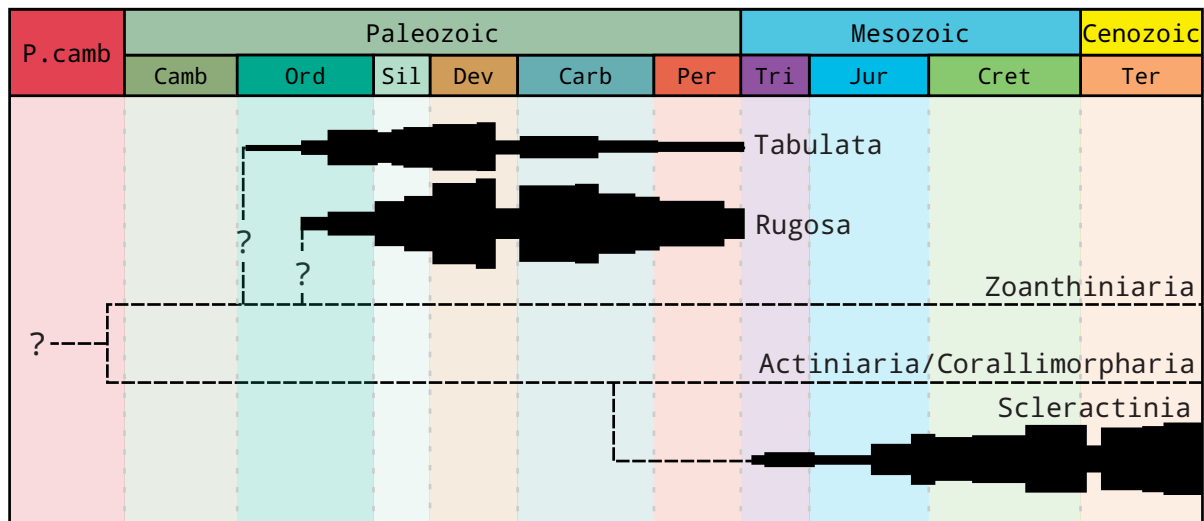 P.camb
Paleozoic
Mesozoic
Cenozoic
Camb
Ord
Sil
Dev
Carb
Per
Tri
Jur
Cret
Ter
Tabulata
Rugosa
?
?
Zoanthiniaria
?
Actiniaria/Corallimorpharia
Scleractinia